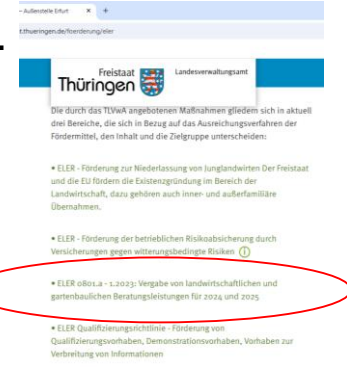 – Außenstelle Erfurt × +
t.thueringen.de/foerderung/eler
Freistaat
Thüringen
Landesverwaltungsamt
Die durch das TLVwA angebotenen Maßnahmen gliedern sich in aktuell
drei Bereiche, die sich in Bezug auf das Ausreichungsverfahren der
Fördermittel, den Inhalt und die Zielgruppe unterscheiden:
• ELER - Förderung zur Niederlassung von Junglandwirten Der Freistaat
und die EU fördern die Existenzgründung im Bereich der
Landwirtschaft, dazu gehören auch inner- und außerfamiliäre
Übernahmen.
• ELER - Förderung der betrieblichen Risikoabsicherung durch
Versicherungen gegen witterungsbedingte Risiken i
• ELER 0801.a - 1.2023: Vergabe von landwirtschaftlichen und
gartenbaulichen Beratungsleistungen für 2024 und 2025
• ELER Qualifizierungsrichtlinie - Förderung von
Qualifizierungsvorhaben, Demonstrationsvorhaben, Vorhaben zur
Verbreitung von Informationen